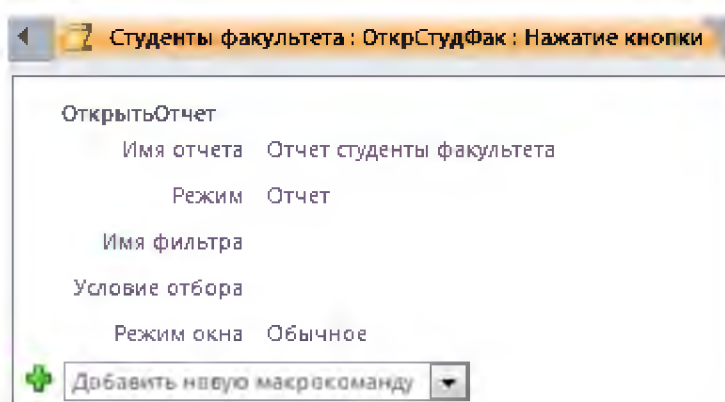 Студенты факультета : ОткрСтудФак : Нажатие кнопки
ОткрытьОтчет
Имя отчета Отчет студенты факультета
Режим Отчет
Имя фильтра
Условие отбора
Режим окна Обычное
Добавить новую макрокоманду